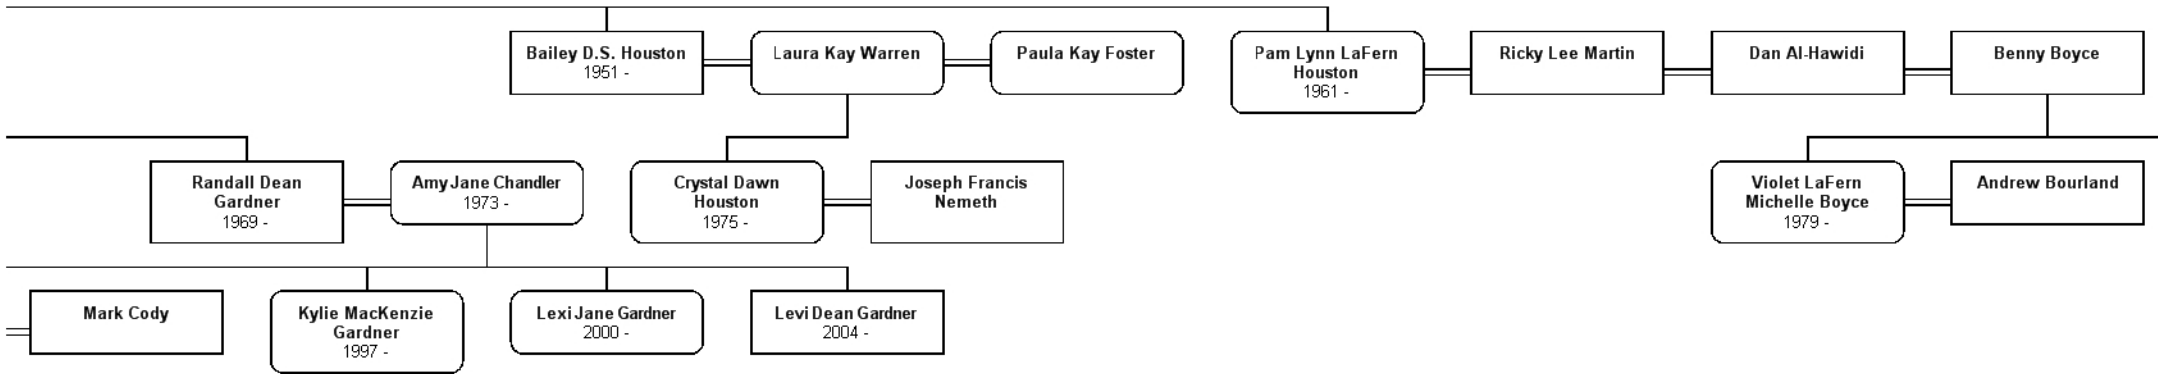 Bailey D.S. Houston
1951 -
Laura Kay Warren
Paula Kay Foster
Pam Lynn LaFern
Houston
1961 -
Ricky Lee Martin
Dan Al-Hawidi
Benny Boyce
Randall Dean
Gardner
1969 -
Amy Jane Chandler
1973 -
Crystal Dawn
Houston
1975 -
Joseph Francis
Nemeth
Violet LaFern
Michelle Boyce
1979 -
Andrew Bourland
Mark Cody
Kylie MacKenzie
Gardner
1997 -
Lexi Jane Gardner
2000 -
Levi Dean Gardner
2004 -